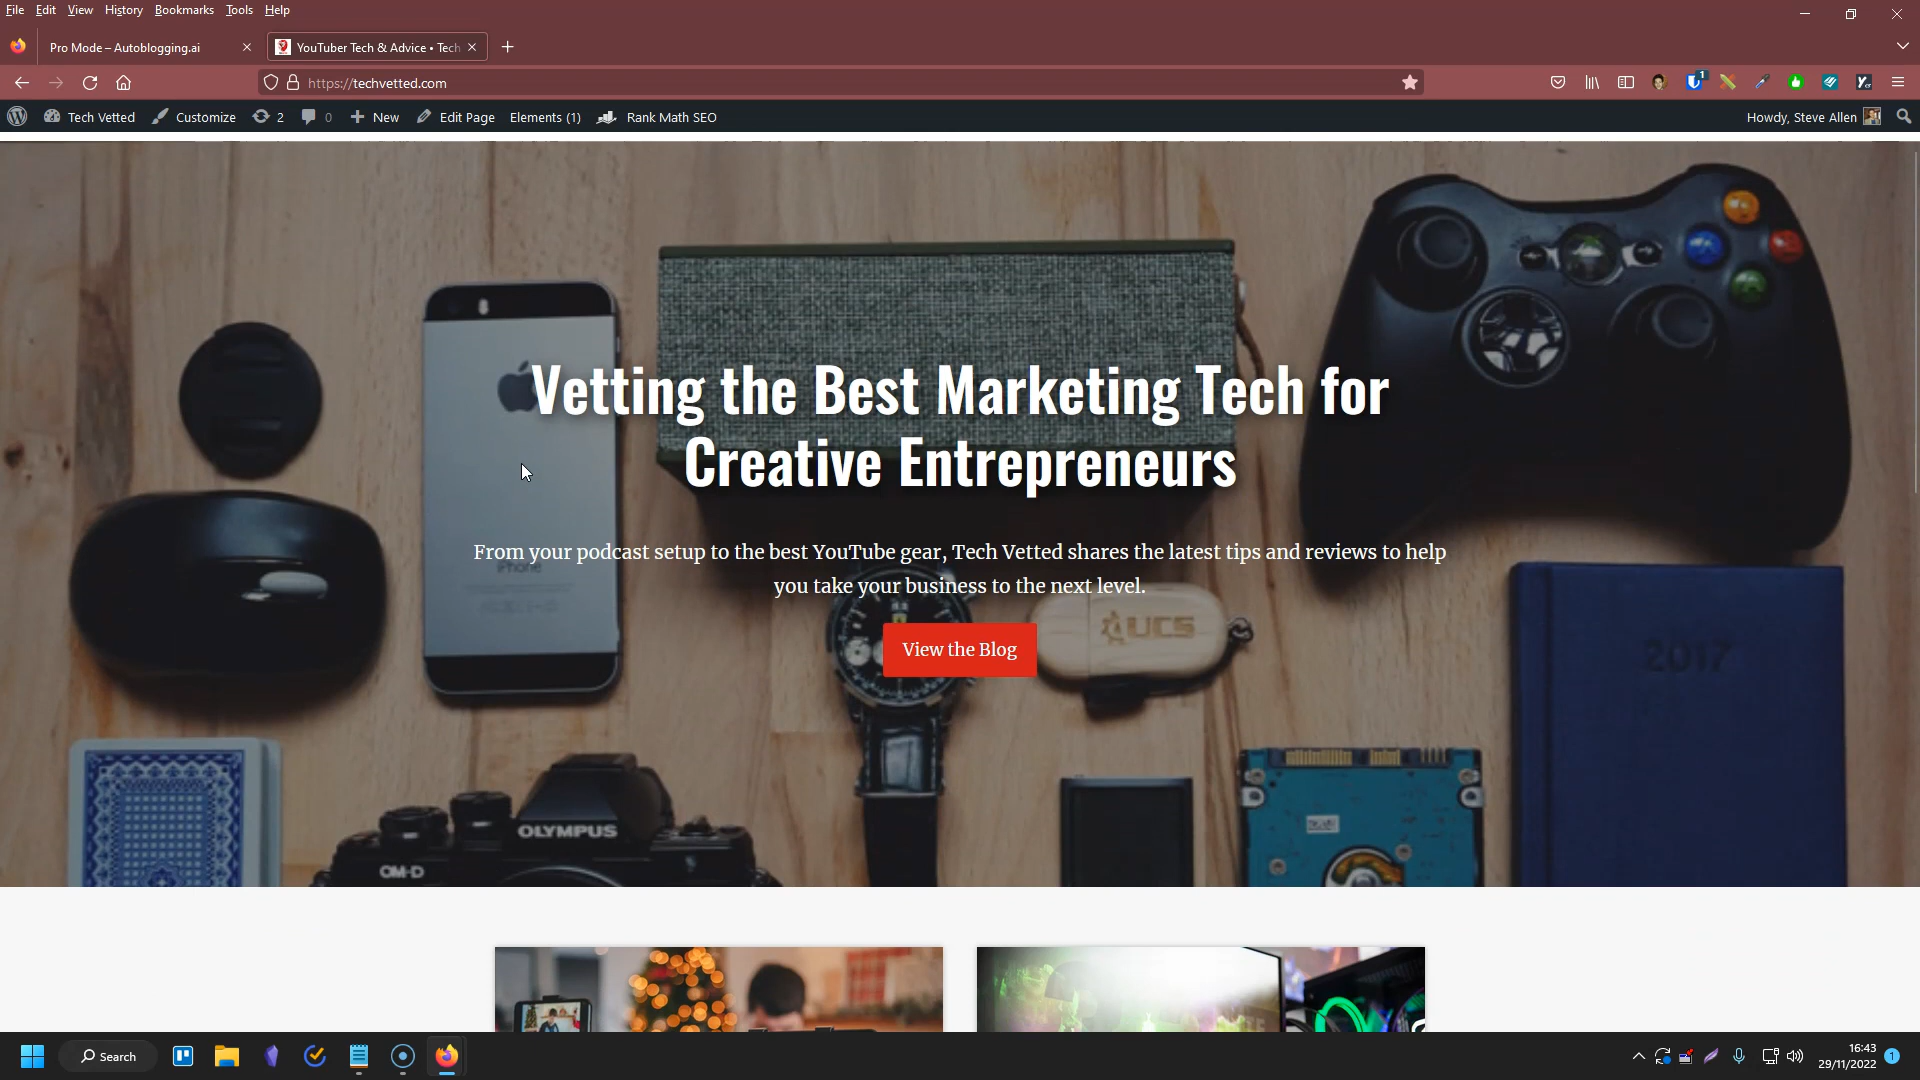 File Edit View History Bookmarks Tools Help
Pro Mode – Autoblogging.ai
YouTuber Tech & Advice • Tech
https://techvetted.com
1
Tech Vetted
Customize
2
0
New
Edit Page
Elements (1)
Rank Math SEO
Howdy, Steve Allen
Vetting the Best Marketing Tech for
Creative Entrepreneurs
From your podcast setup to the best YouTube gear, Tech Vetted shares the latest tips and reviews to help
you take your business to the next level.
iPhone
UCS
View the Blog
2017
OLYMPUS
OM-D
Search
16:43
29/11/2022
1